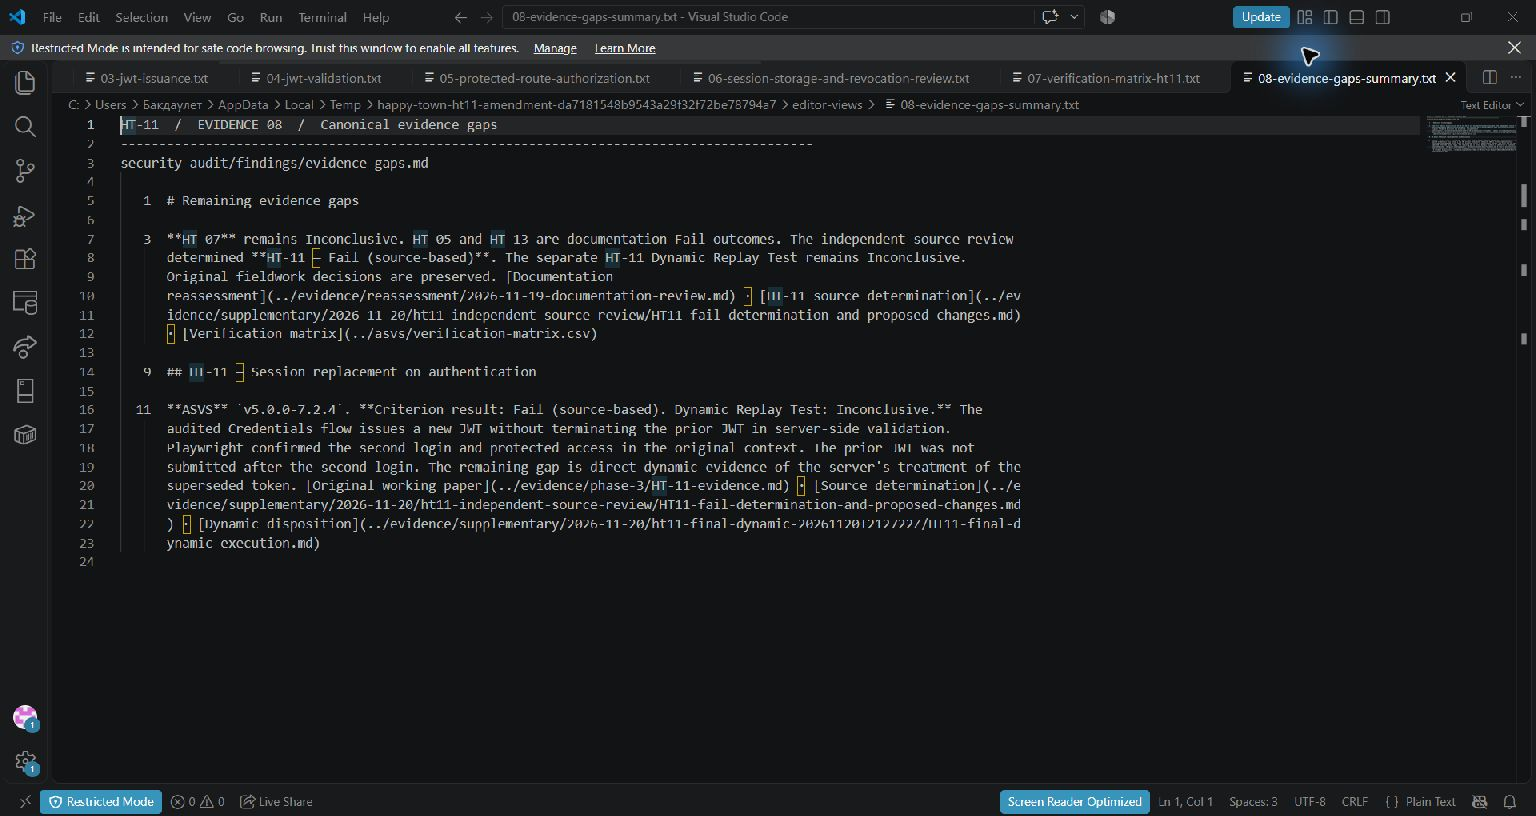 File Edit Selection View Go Run Terminal Help
08-evidence-gaps-summary.txt - Visual Studio Code
Update
Restricted Mode is intended for safe code browsing. Trust this window to enable all features. Manage Learn More
03-jwt-issuance.txt 04-jwt-validation.txt 05-protected-route-authorization.txt 06-session-storage-and-revocation-review.txt 07-verification-matrix-ht11.txt 08-evidence-gaps-summary.txt
C: > Users > Бакдаулет > AppData > Local > Temp > happy-town-ht11-amendment-da7181548b9543a29f32f72be78794a7 > editor-views > 08-evidence-gaps-summary.txt
Text Editor
1 HT-11 / EVIDENCE 08 / Canonical evidence gaps
2 --------------------------------------------------------------------------------
3 security audit/findings/evidence gaps.md
4
5 1 # Remaining evidence gaps
6
7 3 **HT 07** remains Inconclusive. HT 05 and HT 13 are documentation Fail outcomes. The independent source review
8 determined **HT-11 – Fail (source-based)**. The separate HT-11 Dynamic Replay Test remains Inconclusive.
9 Original fieldwork decisions are preserved. [Documentation
10 reassessment](../evidence/reassessment/2026-11-19-documentation-review.md) · [HT-11 source determination](../ev
11 idence/supplementary/2026 11 20/ht11 independent source review/HT11 fail determination and proposed changes.md)
12 · [Verification matrix](../asvs/verification-matrix.csv)
13
14 9 ## HT-11 – Session replacement on authentication
15
16 11 **ASVS** `v5.0.0-7.2.4`. **Criterion result: Fail (source-based). Dynamic Replay Test: Inconclusive.** The
17 audited Credentials flow issues a new JWT without terminating the prior JWT in server-side validation.
18 Playwright confirmed the second login and protected access in the original context. The prior JWT was not
19 submitted after the second login. The remaining gap is direct dynamic evidence of the server's treatment of the
20 superseded token. [Original working paper](../evidence/phase-3/HT-11-evidence.md) · [Source determination](../e
21 vidence/supplementary/2026-11-20/ht11-independent-source-review/HT11-fail-determination-and-proposed-changes.md
22 ) · [Dynamic disposition](../evidence/supplementary/2026-11-20/ht11-final-dynamic-20261120T212722Z/HT11-final-d
23 ynamic execution.md)
24
1
1
Restricted Mode 0 0 Live Share
Screen Reader Optimized Ln 1, Col 1 Spaces: 3 UTF-8 CRLF { } Plain Text